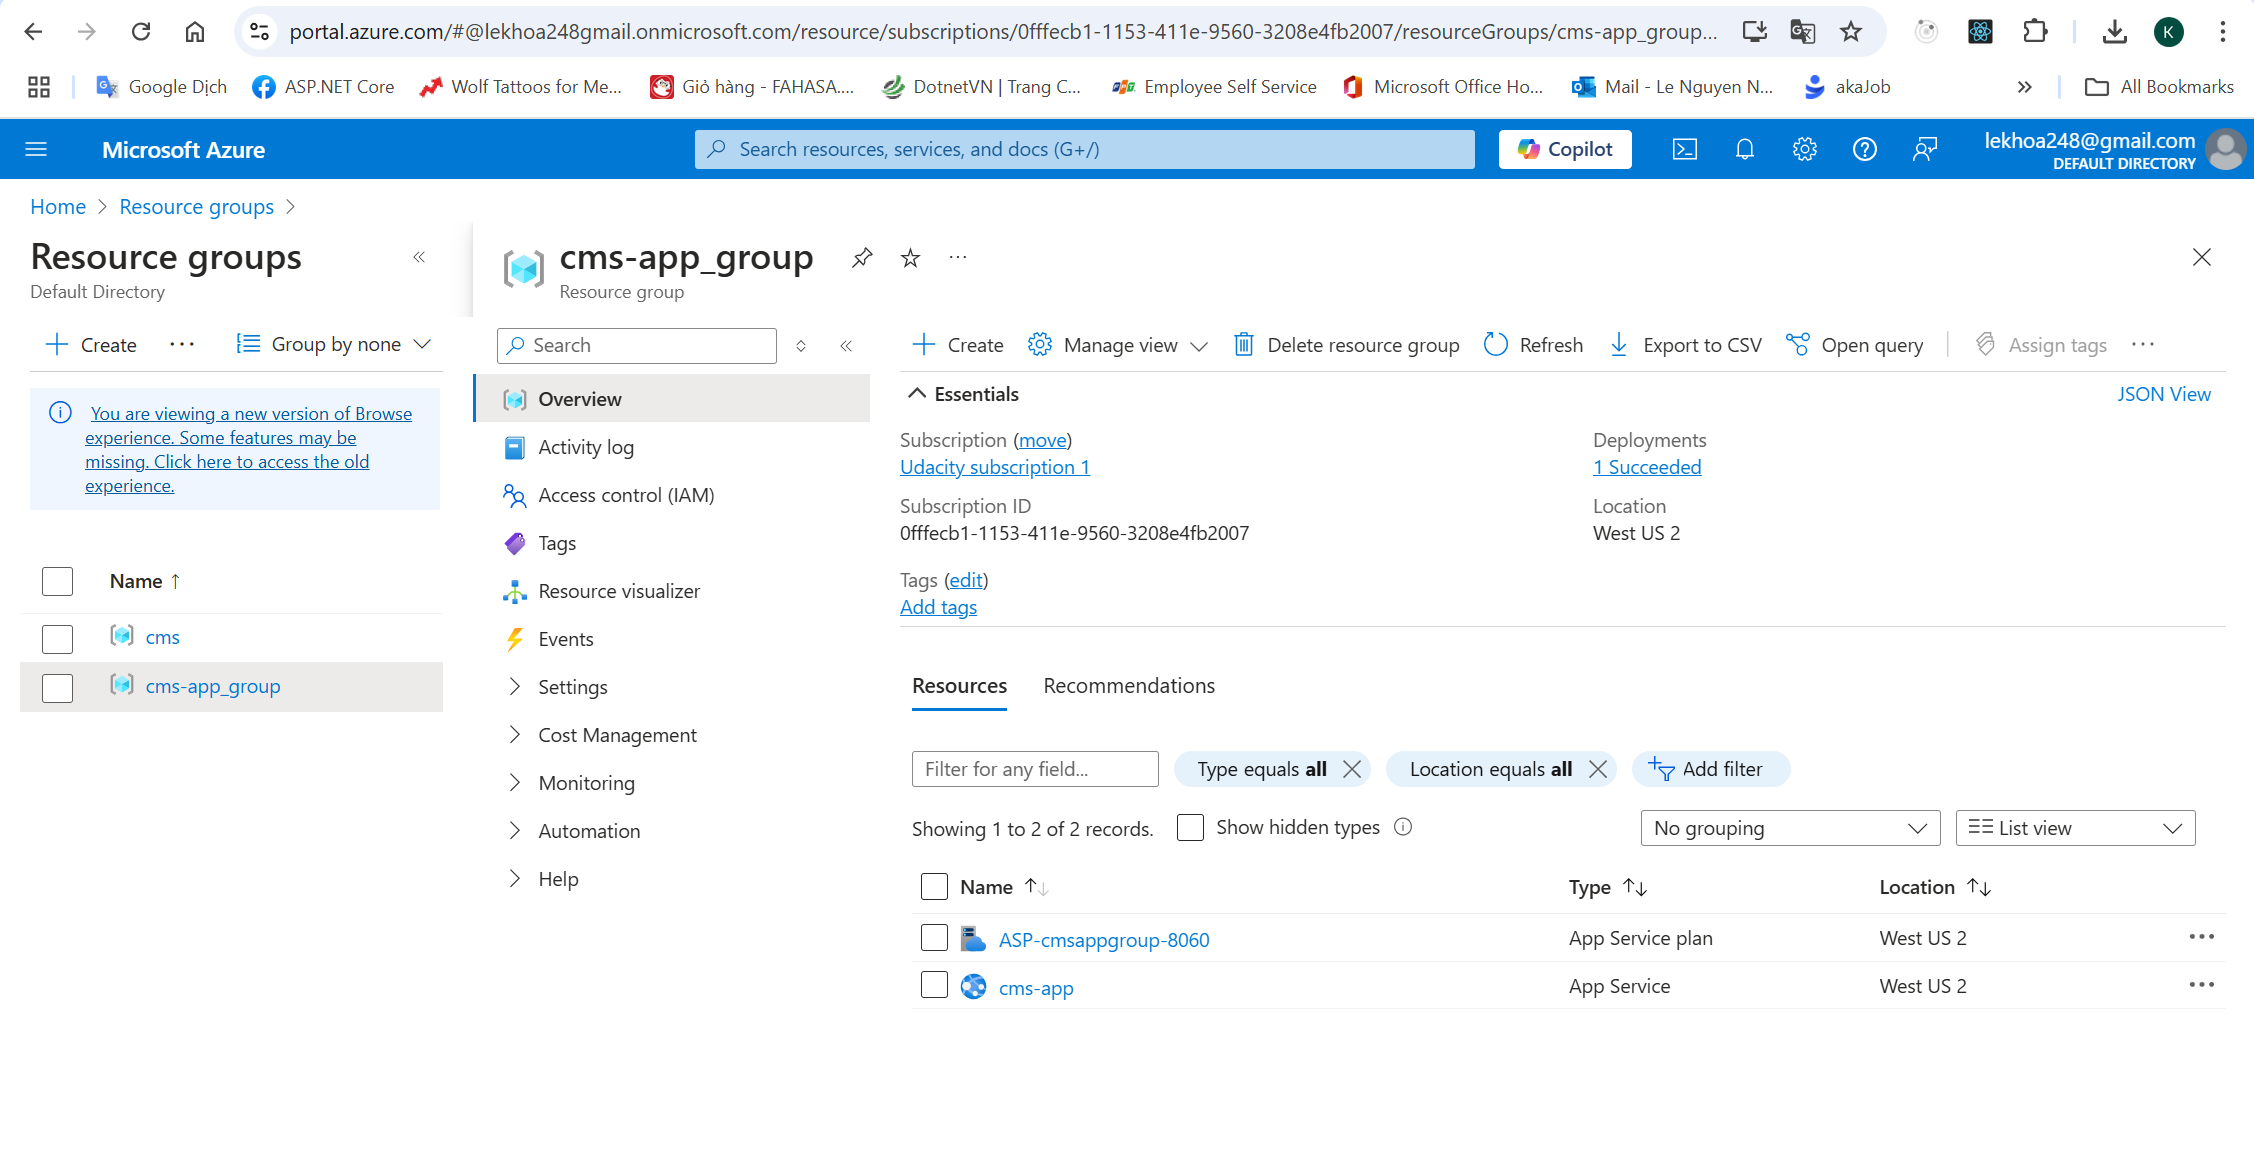 portal.azure.com/#@lekhoa248gmail.onmicrosoft.com/resource/subscriptions/0fffecb1-1153-411e-9560-3208e4fb2007/resourceGroups/cms-app_group...
K
Google Dịch
ASP.NET Core
Wolf Tattoos for Me...
Giỏ hàng - FAHASA....
DotnetVN | Trang C...
Employee Self Service
Microsoft Office Ho...
Mail - Le Nguyen N...
akaJob
All Bookmarks
Microsoft Azure
Search resources, services, and docs (G+/)
Copilot
lekhoa248@gmail.com
DEFAULT DIRECTORY
Home
Resource groups
Resource groups
Default Directory
Create
Group by none
You are viewing a new version of Browse
experience. Some features may be
missing. Click here to access the old
experience.
Name ↑
cms
cms-app_group
cms-app_group
Resource group
Search
Overview
Activity log
Access control (IAM)
Tags
Resource visualizer
Events
Settings
Cost Management
Monitoring
Automation
Help
Create
Manage view
Delete resource group
Refresh
Export to CSV
Open query
Assign tags
Essentials
JSON View
Subscription (move)
Udacity subscription 1
Subscription ID
0fffecb1-1153-411e-9560-3208e4fb2007
Tags (edit)
Add tags
Deployments
1 Succeeded
Location
West US 2
Resources
Recommendations
Filter for any field...
Type equals all
Location equals all
Add filter
Showing 1 to 2 of 2 records.
Show hidden types
No grouping
List view
Name ↑↓
Type ↑↓
Location ↑↓
ASP-cmsappgroup-8060
App Service plan
West US 2
cms-app
App Service
West US 2